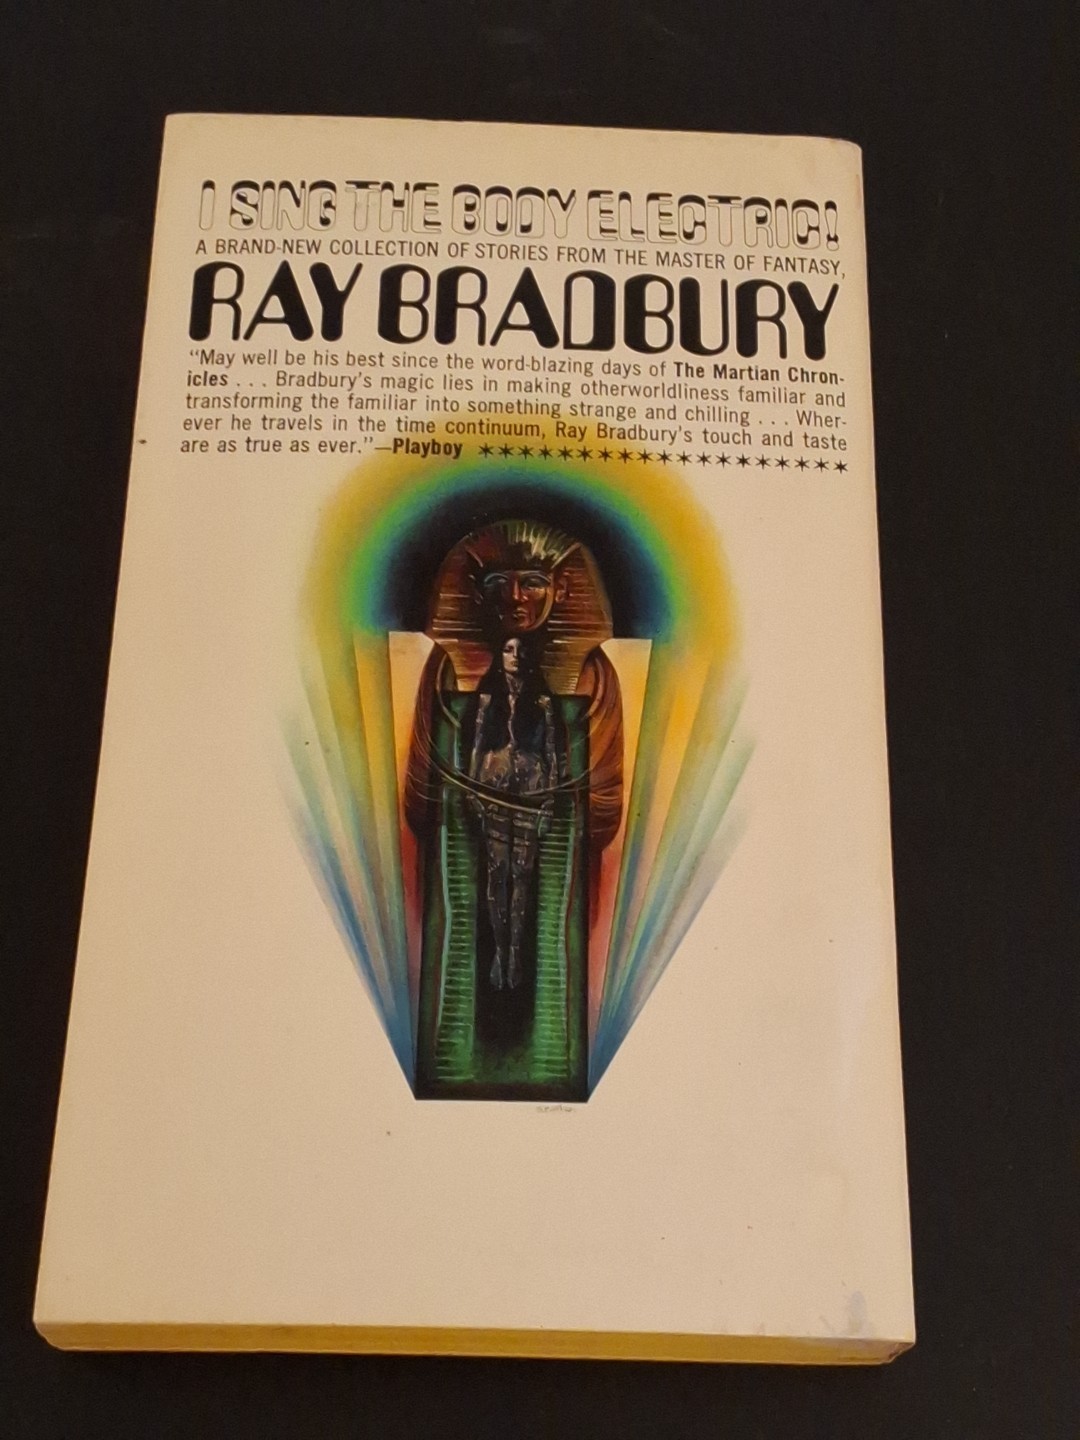 I SING THE BODY ELECTRIC!
A BRAND-NEW COLLECTION OF STORIES FROM THE MASTER OF FANTASY,
RAY BRADBURY
"May well be his best since the word-blazing days of The Martian Chron-
icles . . . Bradbury's magic lies in making otherworldliness familiar and
transforming the familiar into something strange and chilling . . . Wher-
ever he travels in the time continuum, Ray Bradbury's touch and taste
are as true as ever."—Playboy ✶✶✶✶✶✶✶✶✶✶✶✶✶✶✶✶✶✶✶